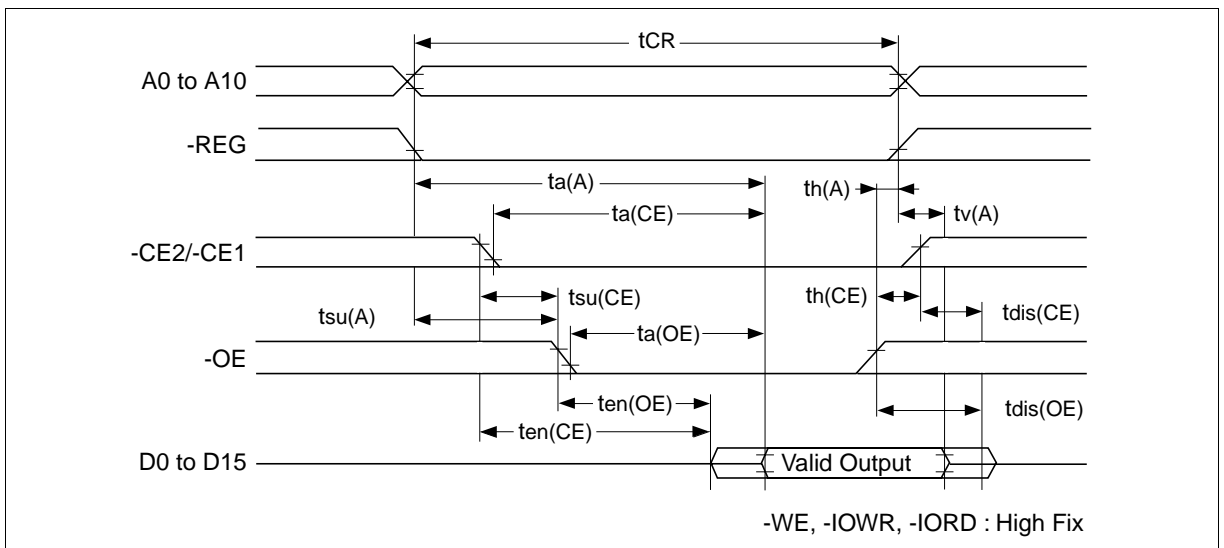 tCR
A0 to A10
-REG
ta(A)
th(A)
ta(CE)
tv(A)
-CE2/-CE1
tsu(CE)
th(CE)
tsu(A)
tdis(CE)
ta(OE)
-OE
ten(OE)
tdis(OE)
ten(CE)
D0 to D15
Valid Output
-WE, -IOWR, -IORD : High Fix